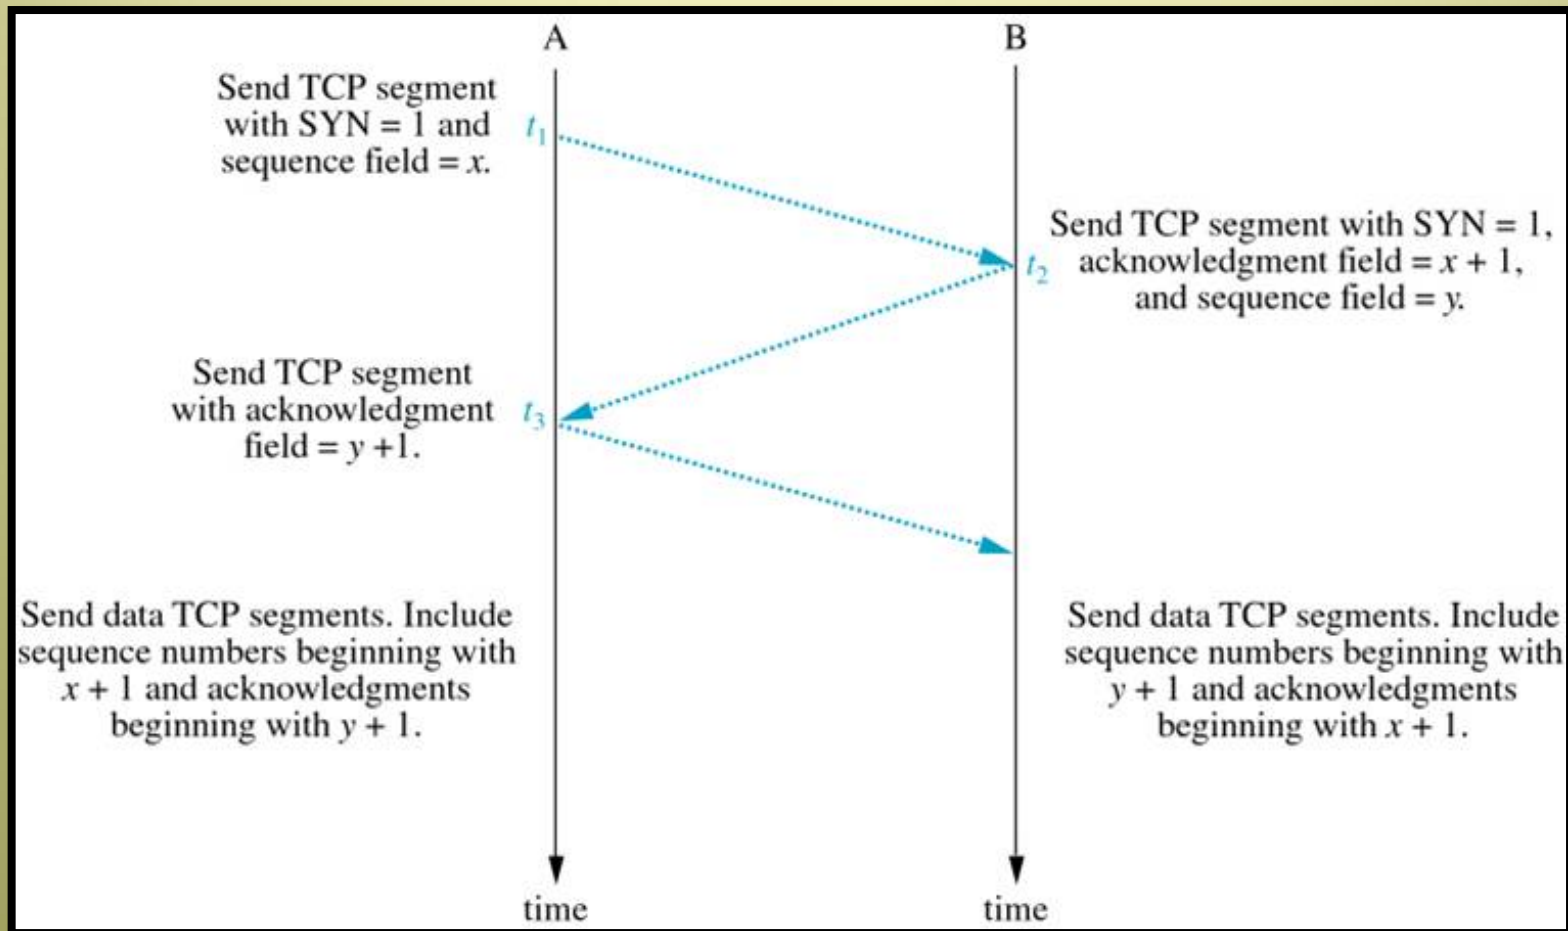 A
B
Send TCP segment
with SYN = 1 and
sequence field = x.
t1
Send TCP segment with SYN = 1,
acknowledgment field = x + 1,
and sequence field = y.
t2
Send TCP segment
with acknowledgment
field = y +1.
t3
Send data TCP segments. Include
sequence numbers beginning with
x + 1 and acknowledgments
beginning with y + 1.
Send data TCP segments. Include
sequence numbers beginning with
y + 1 and acknowledgments
beginning with x + 1.
time
time